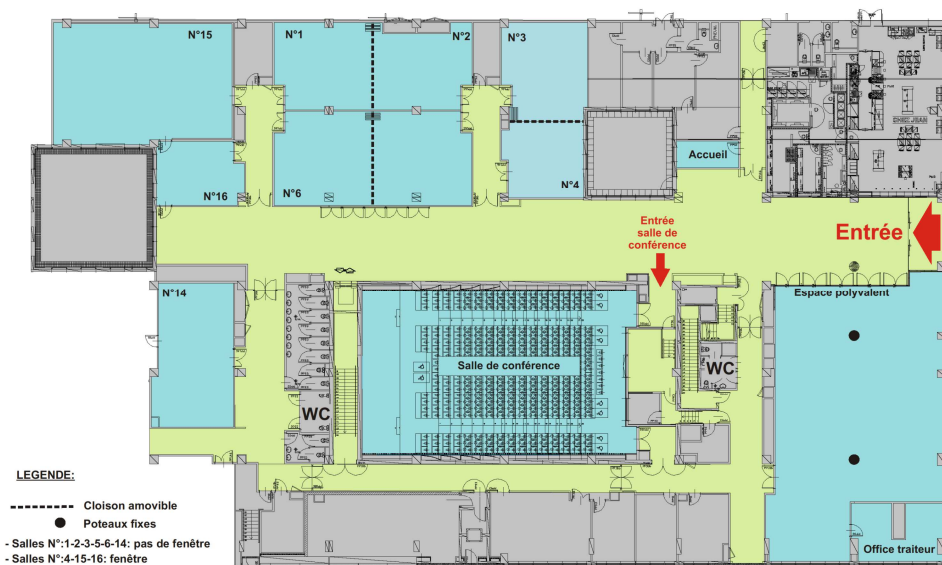 N°15
N°1
N°2
N°3
Accueil
CHEZ JEAN
N°16
N°6
N°4
Entrée
salle de
conférence
Entrée
N°14
Espace polyvalent
Salle de conférence
WC
WC
LEGENDE:
Cloison amovible
Poteaux fixes
- Salles N°:1-2-3-5-6-14: pas de fenêtre
- Salles N°:4-15-16: fenêtre
Office traiteur